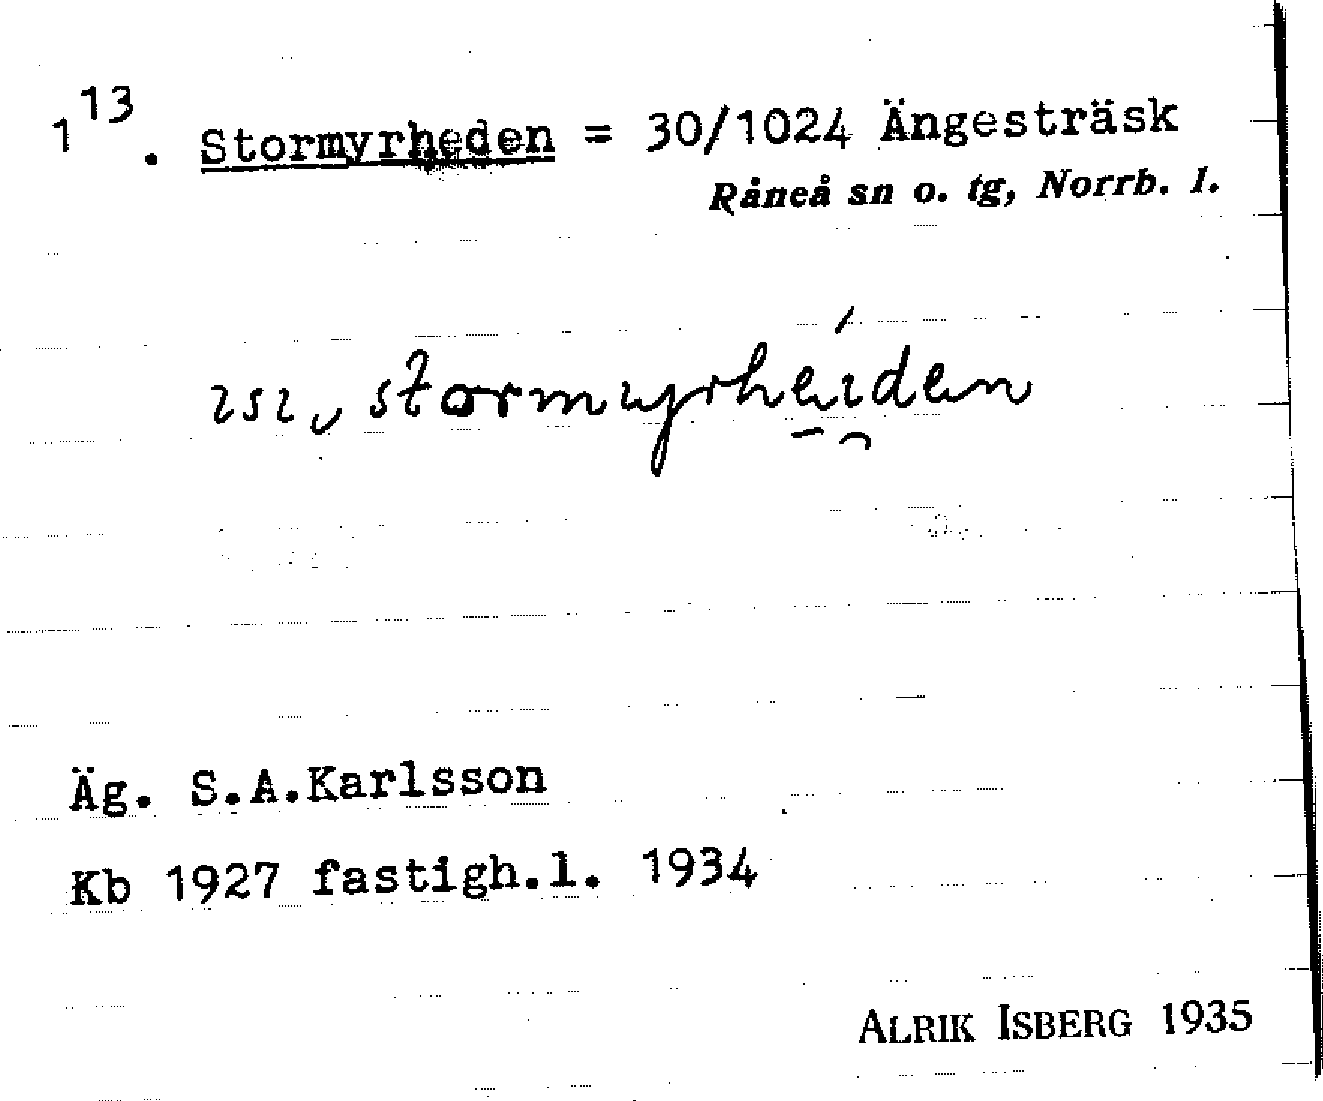 1¹³. Stormyrheden = 30/1024 Ängesträsk
Råneå sn o. tg, Norrb. l.
stormyrheiden
Äg. S.A.Karlsson
Kb 1927 fastigh.l. 1934
ALRIK ISBERG 1935